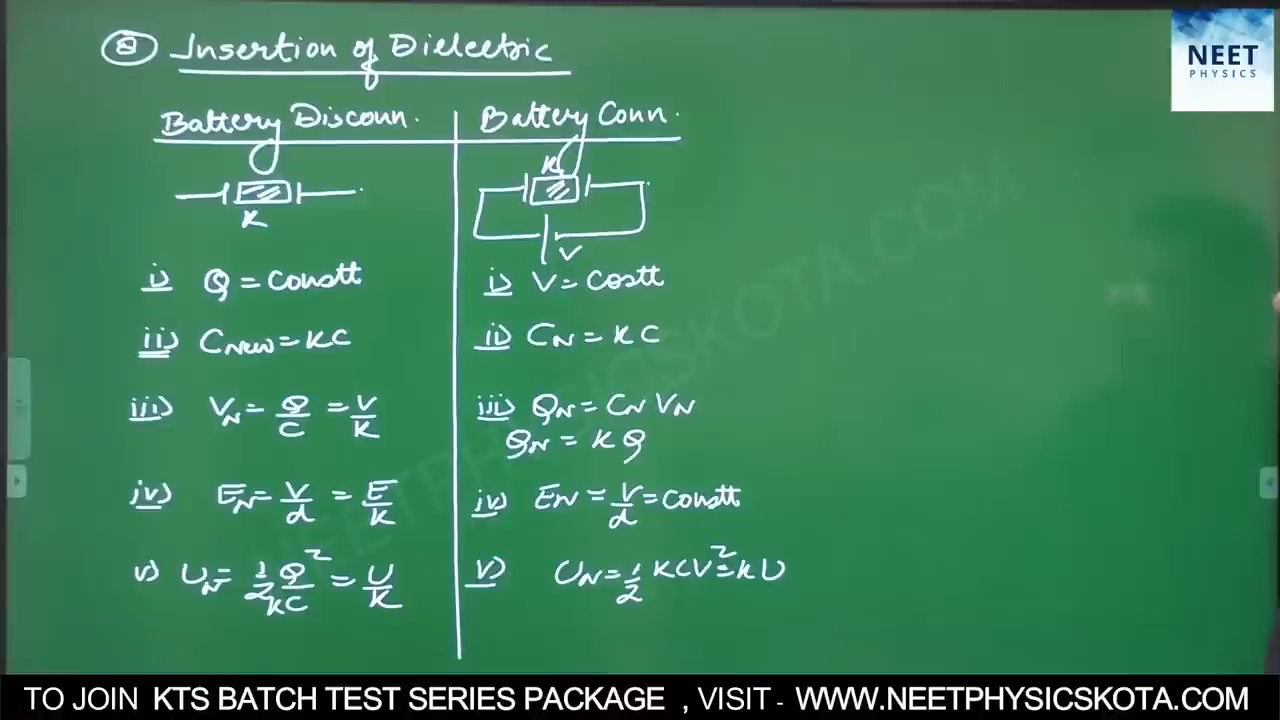 ⑧ Insertion of Dielectric
Battery Disconn.
K
i) Q = Constt
ii) CNew = KC
iii) VN = Q/C = V/K
iv) EN = V/d = E/K
v) UN = 1/2 Q²/KC = U/K
Battery Conn.
K
V
i) V = Costt
ii) CN = KC
iii) QN = CN VN
QN = KQ
iv) EN = V/d = Constt
v) UN = 1/2 KCV² = KU
NEET
PHYSICS
NEETPHYSICSKOTA.COM
TO JOIN KTS BATCH TEST SERIES PACKAGE , VISIT - WWW.NEETPHYSICSKOTA.COM